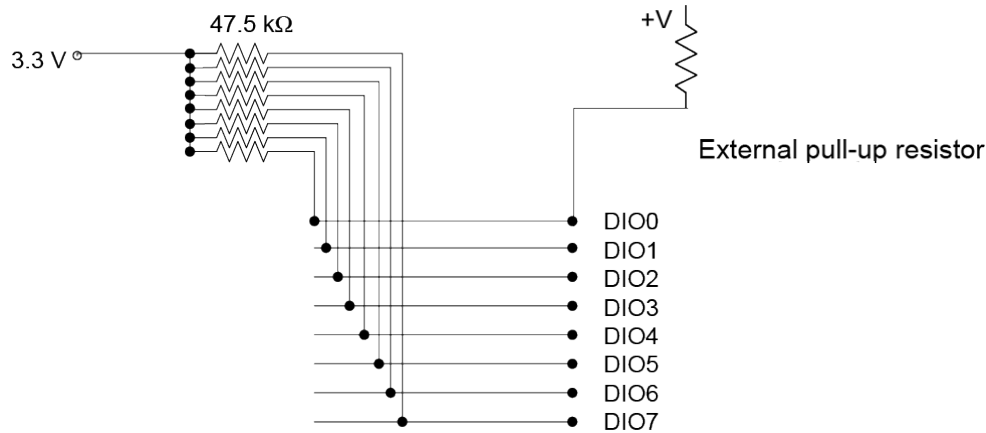 47.5 kΩ
+V
3.3 V
External pull-up resistor
DIO0
DIO1
DIO2
DIO3
DIO4
DIO5
DIO6
DIO7